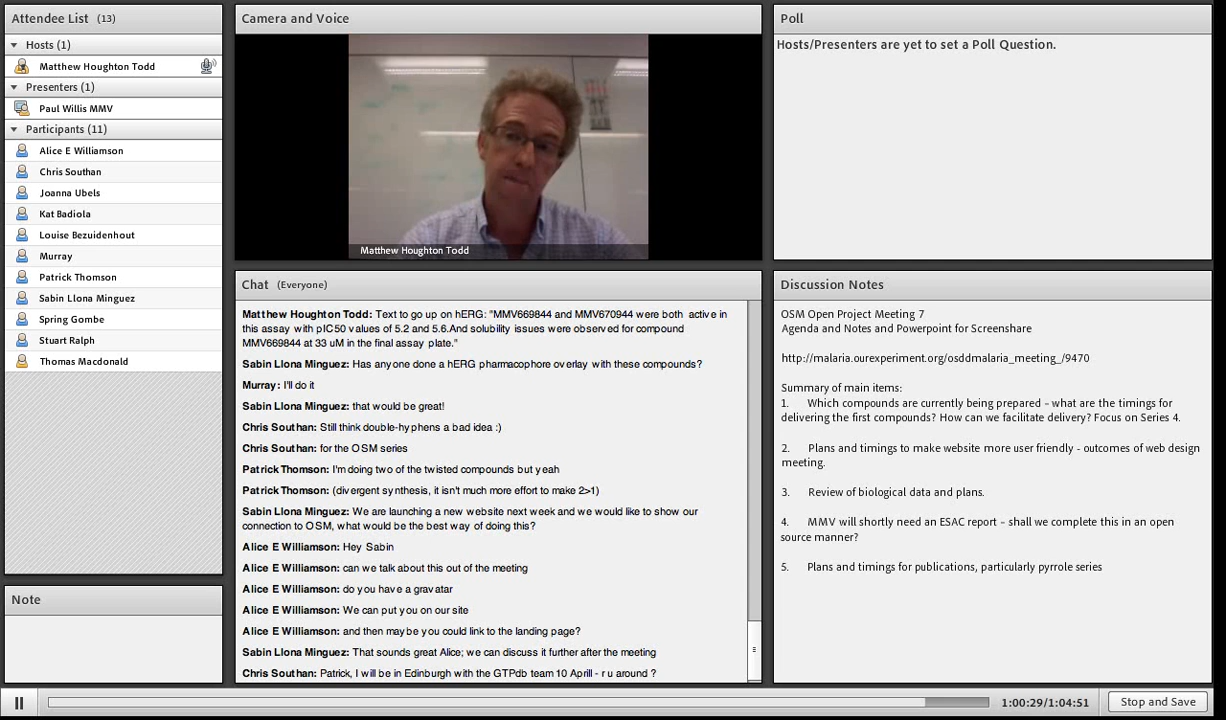 Attendee List (13)
Hosts (1)
Matthew Houghton Todd
Presenters (1)
Paul Willis MMV
Participants (11)
Alice E Williamson
Chris Southan
Joanna Ubels
Kat Badiola
Louise Bezuidenhout
Murray
Patrick Thomson
Sabin Llona Minguez
Spring Gombe
Stuart Ralph
Thomas Macdonald
Note
Camera and Voice
Matthew Houghton Todd
Chat (Everyone)
Matthew Houghton Todd: Text to go up on hERG: "MMV669844 and MMV670944 were both active in
this assay with pIC50 values of 5.2 and 5.6.And solubility issues were observed for compound
MMV669844 at 33 uM in the final assay plate."
Sabin Llona Minguez: Has anyone done a hERG pharmacophore overlay with these compounds?
Murray: I'll do it
Sabin Llona Minguez: that would be great!
Chris Southan: Still think double-hyphens a bad idea :)
Chris Southan: for the OSM series
Patrick Thomson: I'm doing two of the twisted compounds but yeah
Patrick Thomson: (divergent synthesis, it isn't much more effort to make 2>1)
Sabin Llona Minguez: We are launching a new website next week and we would like to show our
connection to OSM, what would be the best way of doing this?
Alice E Williamson: Hey Sabin
Alice E Williamson: can we talk about this out of the meeting
Alice E Williamson: do you have a gravatar
Alice E Williamson: We can put you on our site
Alice E Williamson: and then maybe you could link to the landing page?
Sabin Llona Minguez: That sounds great Alice; we can discuss it further after the meeting
Chris Southan: Patrick, I will be in Edinburgh with the GTPdb team 10 Aprill - r u around ?
Poll
Hosts/Presenters are yet to set a Poll Question.
Discussion Notes
OSM Open Project Meeting 7
Agenda and Notes and Powerpoint for Screenshare
http://malaria.ourexperiment.org/osddmalaria_meeting_/9470
Summary of main items:
1. Which compounds are currently being prepared – what are the timings for
delivering the first compounds? How can we facilitate delivery? Focus on Series 4.
2. Plans and timings to make website more user friendly - outcomes of web design
meeting.
3. Review of biological data and plans.
4. MMV will shortly need an ESAC report – shall we complete this in an open
source manner?
5. Plans and timings for publications, particularly pyrrole series
1:00:29/1:04:51
Stop and Save